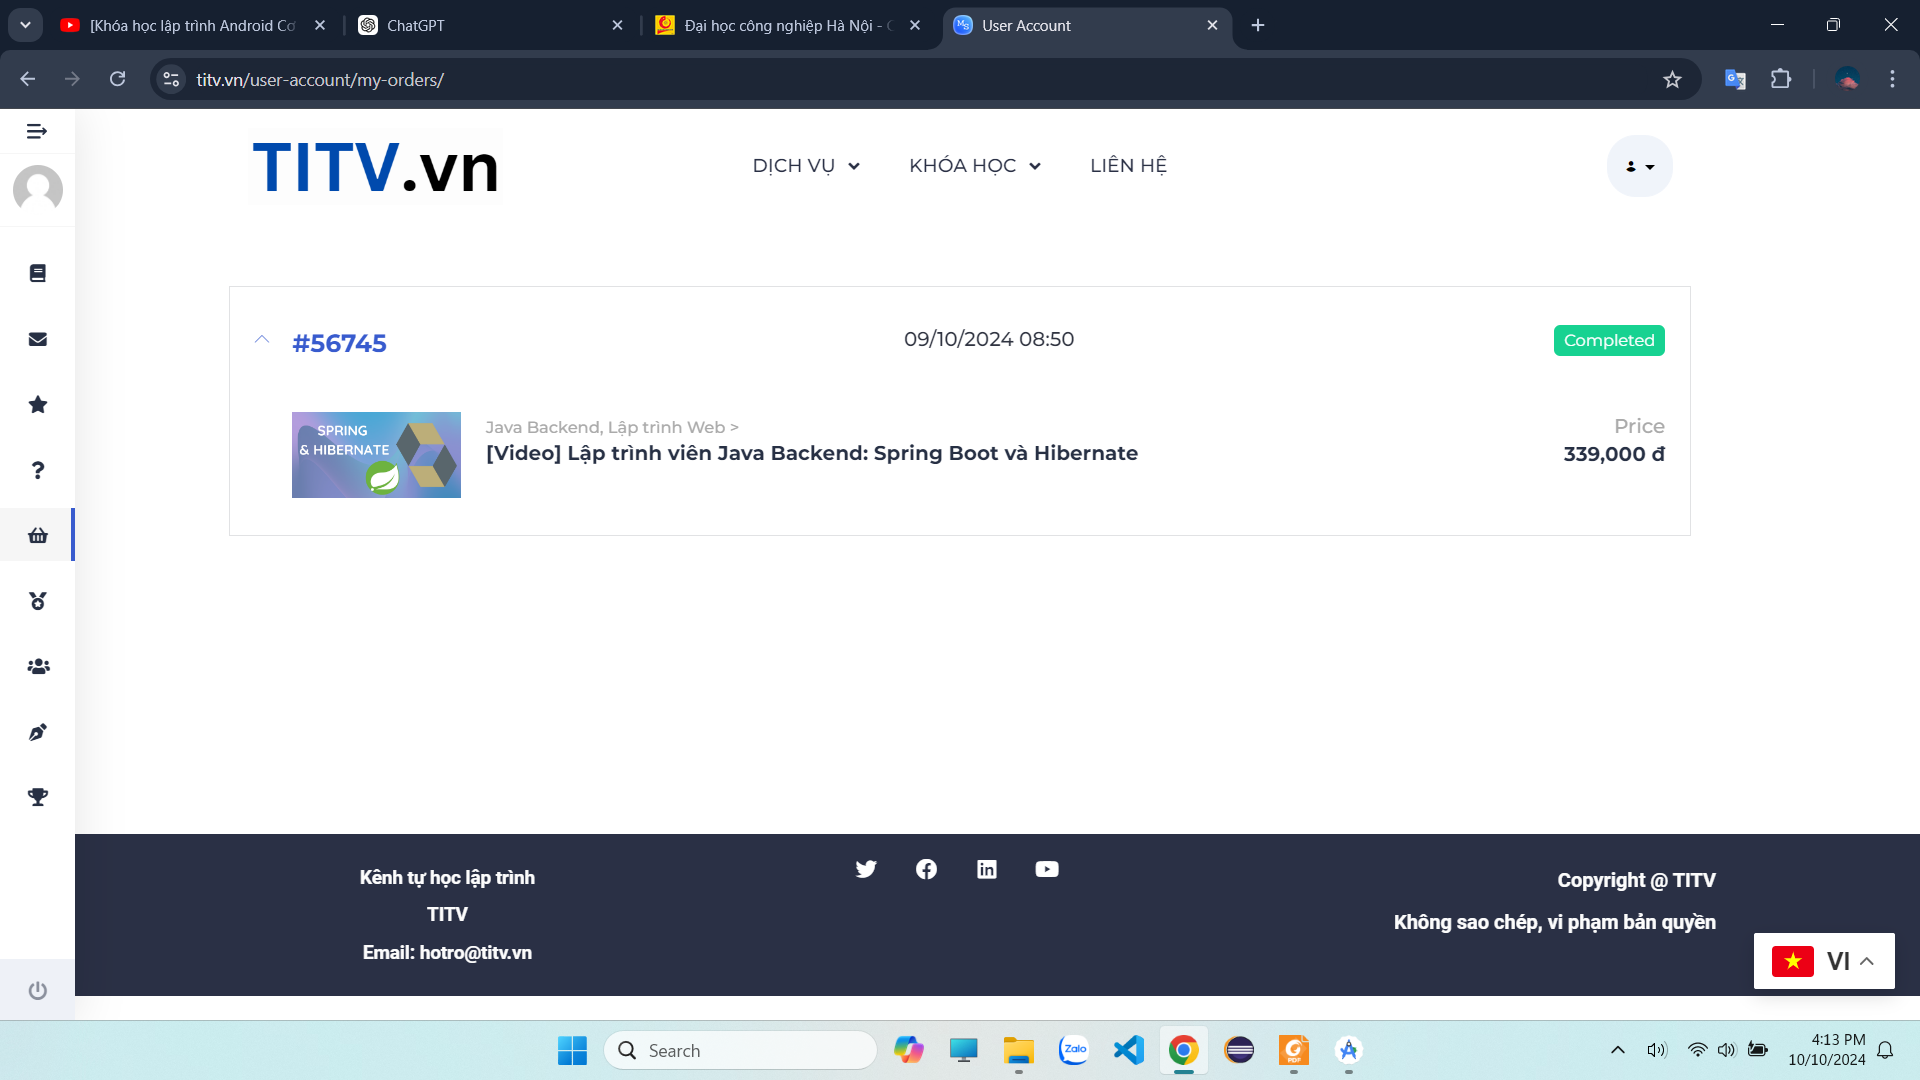 [Khóa học lập trình Android Cơ
ChatGPT
Đại học công nghiệp Hà Nội - C
User Account
titv.vn/user-account/my-orders/
TITV.vn
DỊCH VỤ
KHÓA HỌC
LIÊN HỆ
#56745
09/10/2024 08:50
Completed
SPRING
& HIBERNATE
Java Backend, Lập trình Web >
[Video] Lập trình viên Java Backend: Spring Boot và Hibernate
Price
339,000 đ
Kênh tự học lập trình
TITV
Email: hotro@titv.vn
Copyright @ TITV
Không sao chép, vi phạm bản quyền
VI
Search
Zalo
PDF
4:13 PM
10/10/2024